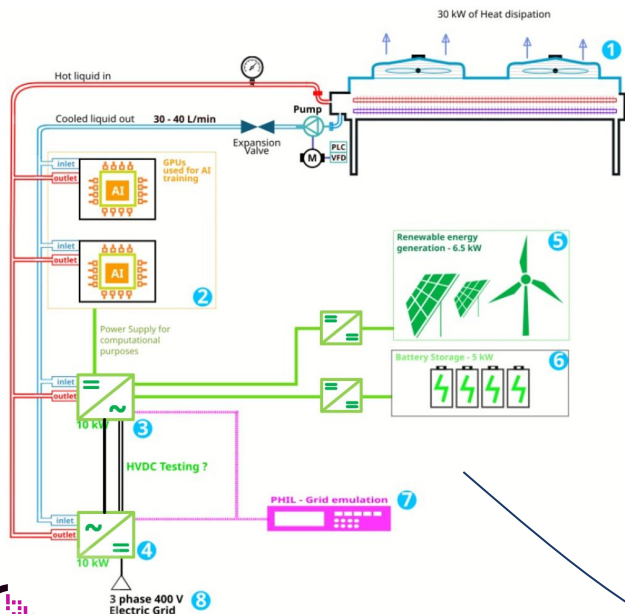 30 kW of Heat disipation
1
Hot liquid in
Cooled liquid out
30 - 40 L/min
Pump
Expansion
Valve
M
PLC
VFD
inlet
outlet
AI
GPUs
used for AI
training
inlet
outlet
AI
2
Renewable energy
generation - 6.5 kW
5
Power Supply for
computational
purposes
Battery Storage - 5 kW
6
inlet
outlet
10 kW
3
HVDC Testing ?
PHIL - Grid emulation
7
inlet
outlet
10 kW
4
3 phase 400 V
Electric Grid
8